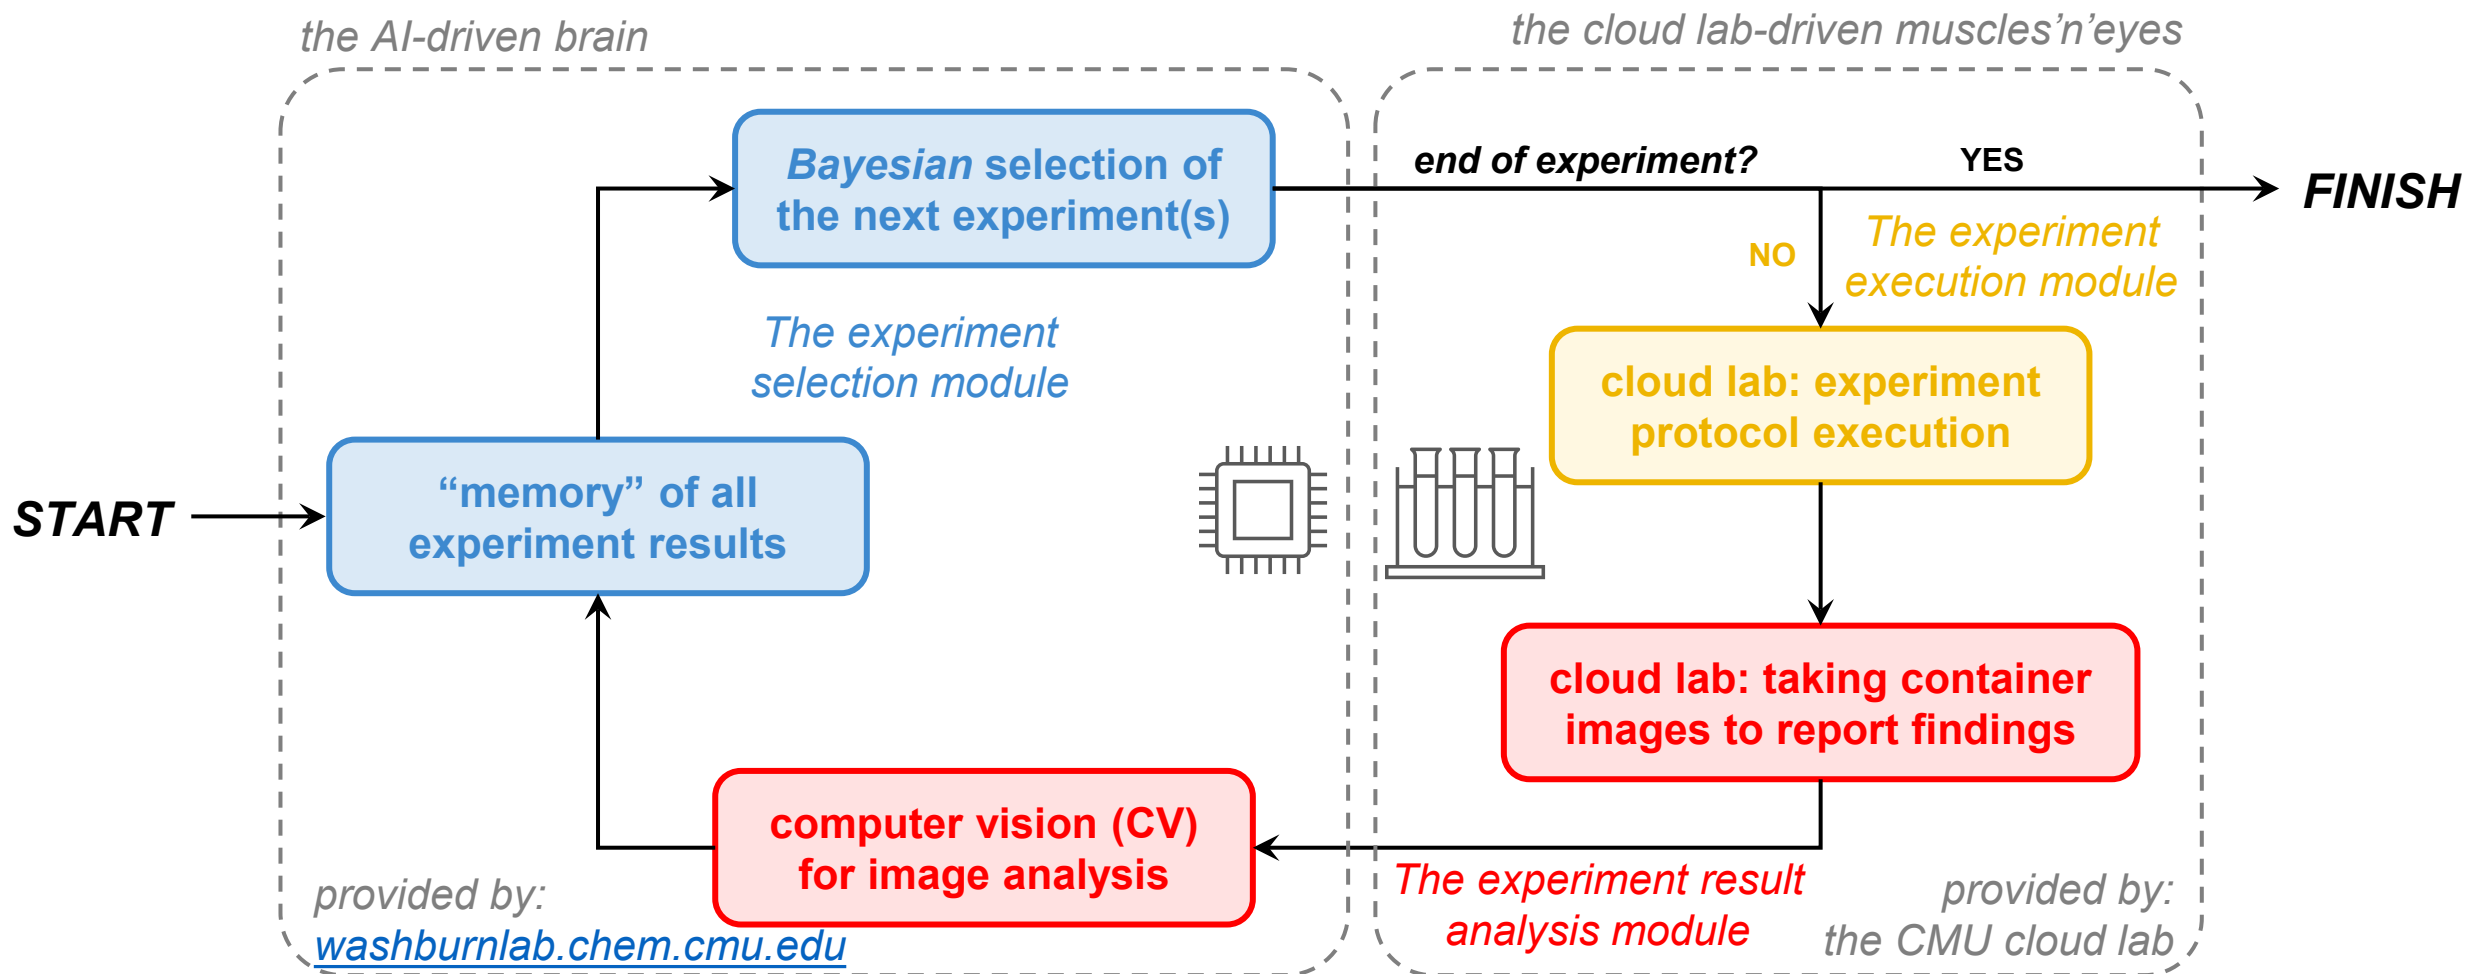 the AI-driven brain
the cloud lab-driven muscles’n’eyes
Bayesian selection of
the next experiment(s)
end of experiment?
YES
FINISH
NO
The experiment
execution module
The experiment
selection module
cloud lab: experiment
protocol execution
START
“memory” of all
experiment results
cloud lab: taking container
images to report findings
computer vision (CV)
for image analysis
The experiment result
analysis module
provided by:
washburnlab.chem.cmu.edu
provided by:
the CMU cloud lab